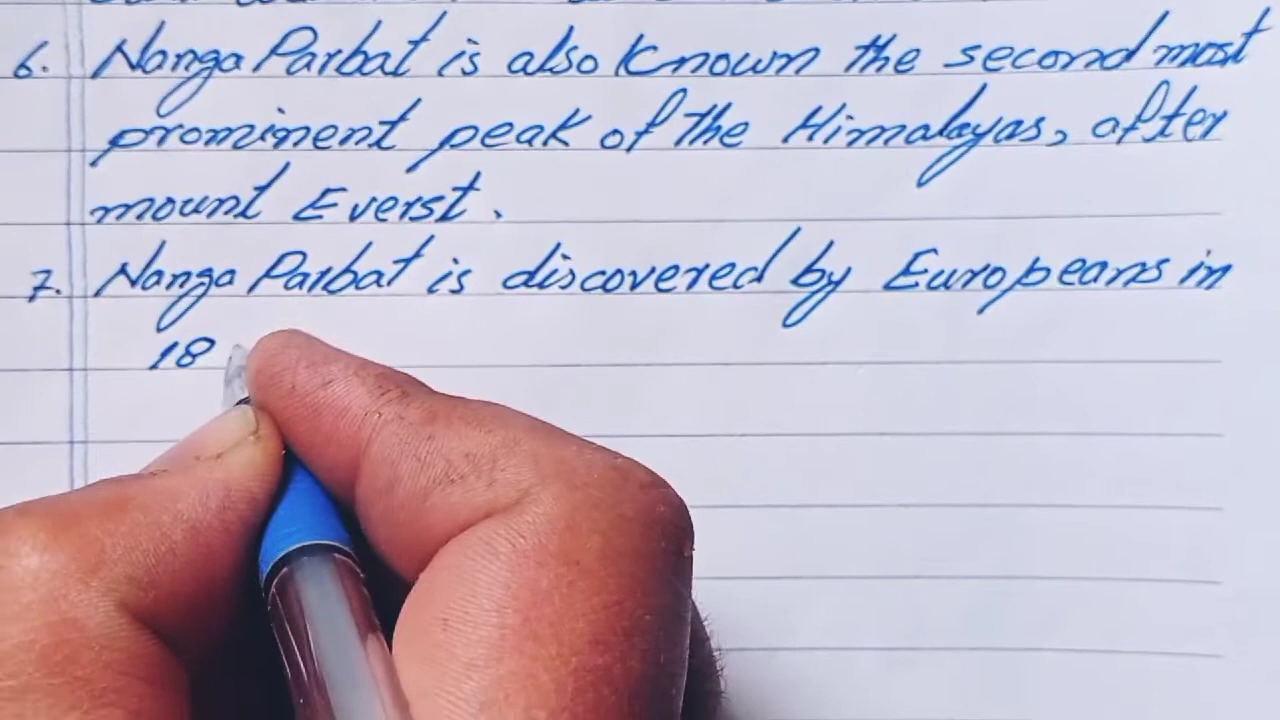 6. Nanga Parbat is also known the second most
prominent peak of the Himalayas, after
mount Everst.
7. Nanga Parbat is discovered by Europeans in
18